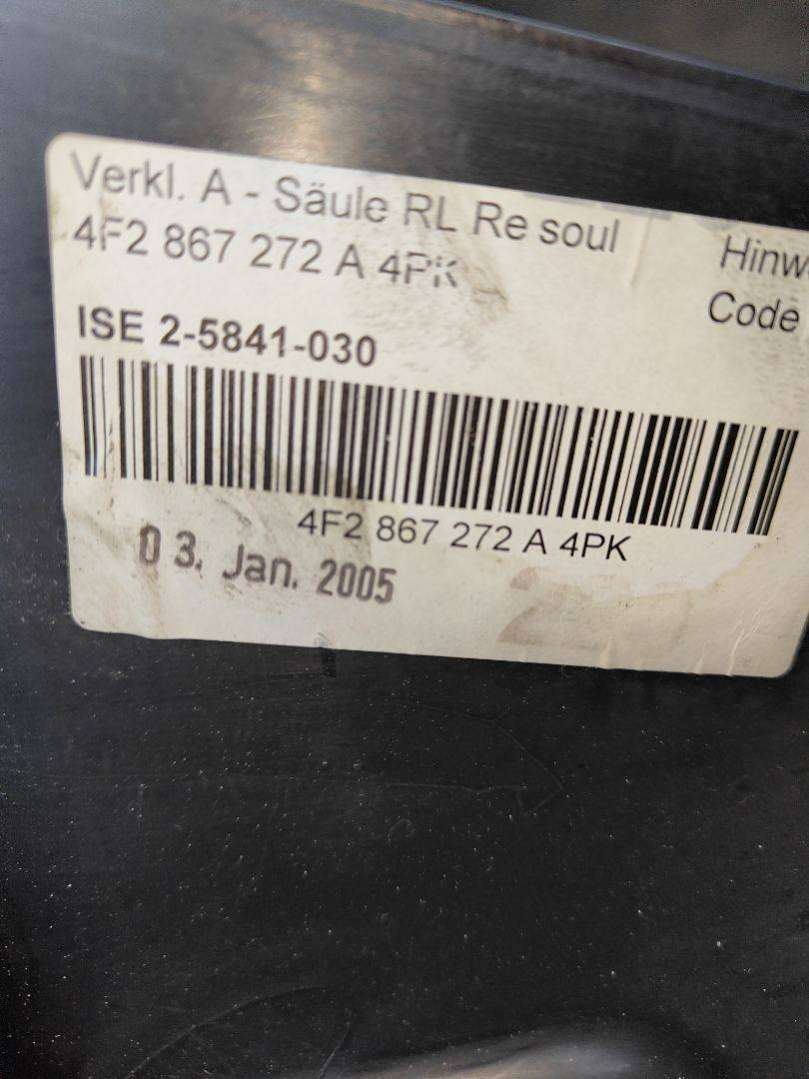 Verkl. A - Säule RL Re soul
4F2 867 272 A 4PK
Hinw
Code
ISE 2-5841-030
4F2 867 272 A 4PK
03. Jan. 2005
2